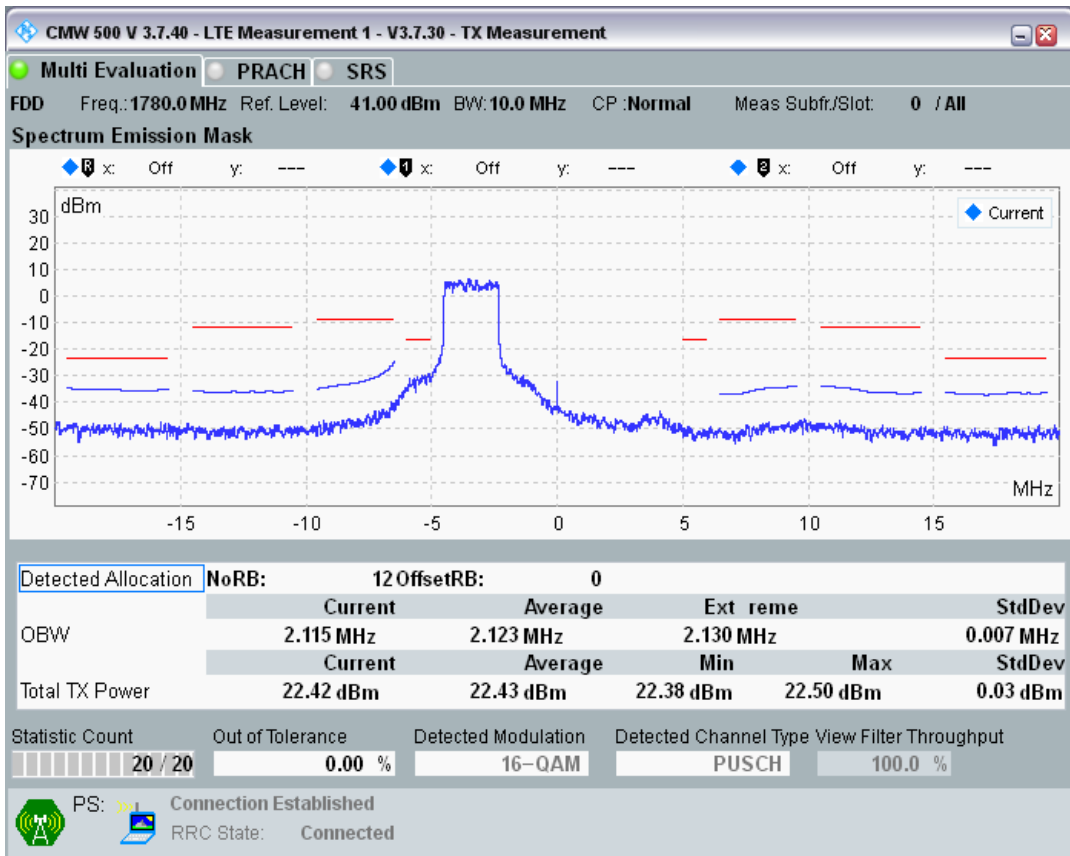 CMW 500 V 3.7.40 - LTE Measurement 1 - V3.7.30 - TX Measurement
Multi Evaluation PRACH SRS
FDD Freq.: 1780.0 MHz Ref. Level: 41.00 dBm BW: 10.0 MHz CP : Normal Meas Subfr./Slot: 0 / All
Spectrum Emission Mask
R x: Off y: --- 1 x: Off y: --- 2 x: Off y: ---
dBm
Current
30
20
10
0
-10
-20
-30
-40
-50
-60
-70
MHz
-15 -10 -5 0 5 10 15
Detected Allocation NoRB: 12 OffsetRB: 0
Current Average Ext reme StdDev
OBW 2.115 MHz 2.123 MHz 2.130 MHz 0.007 MHz
Current Average Min Max StdDev
Total TX Power 22.42 dBm 22.43 dBm 22.38 dBm 22.50 dBm 0.03 dBm
Statistic Count Out of Tolerance Detected Modulation Detected Channel Type View Filter Throughput
20 / 20 0.00 % 16-QAM PUSCH 100.0 %
PS: Connection Established
RRC State: Connected